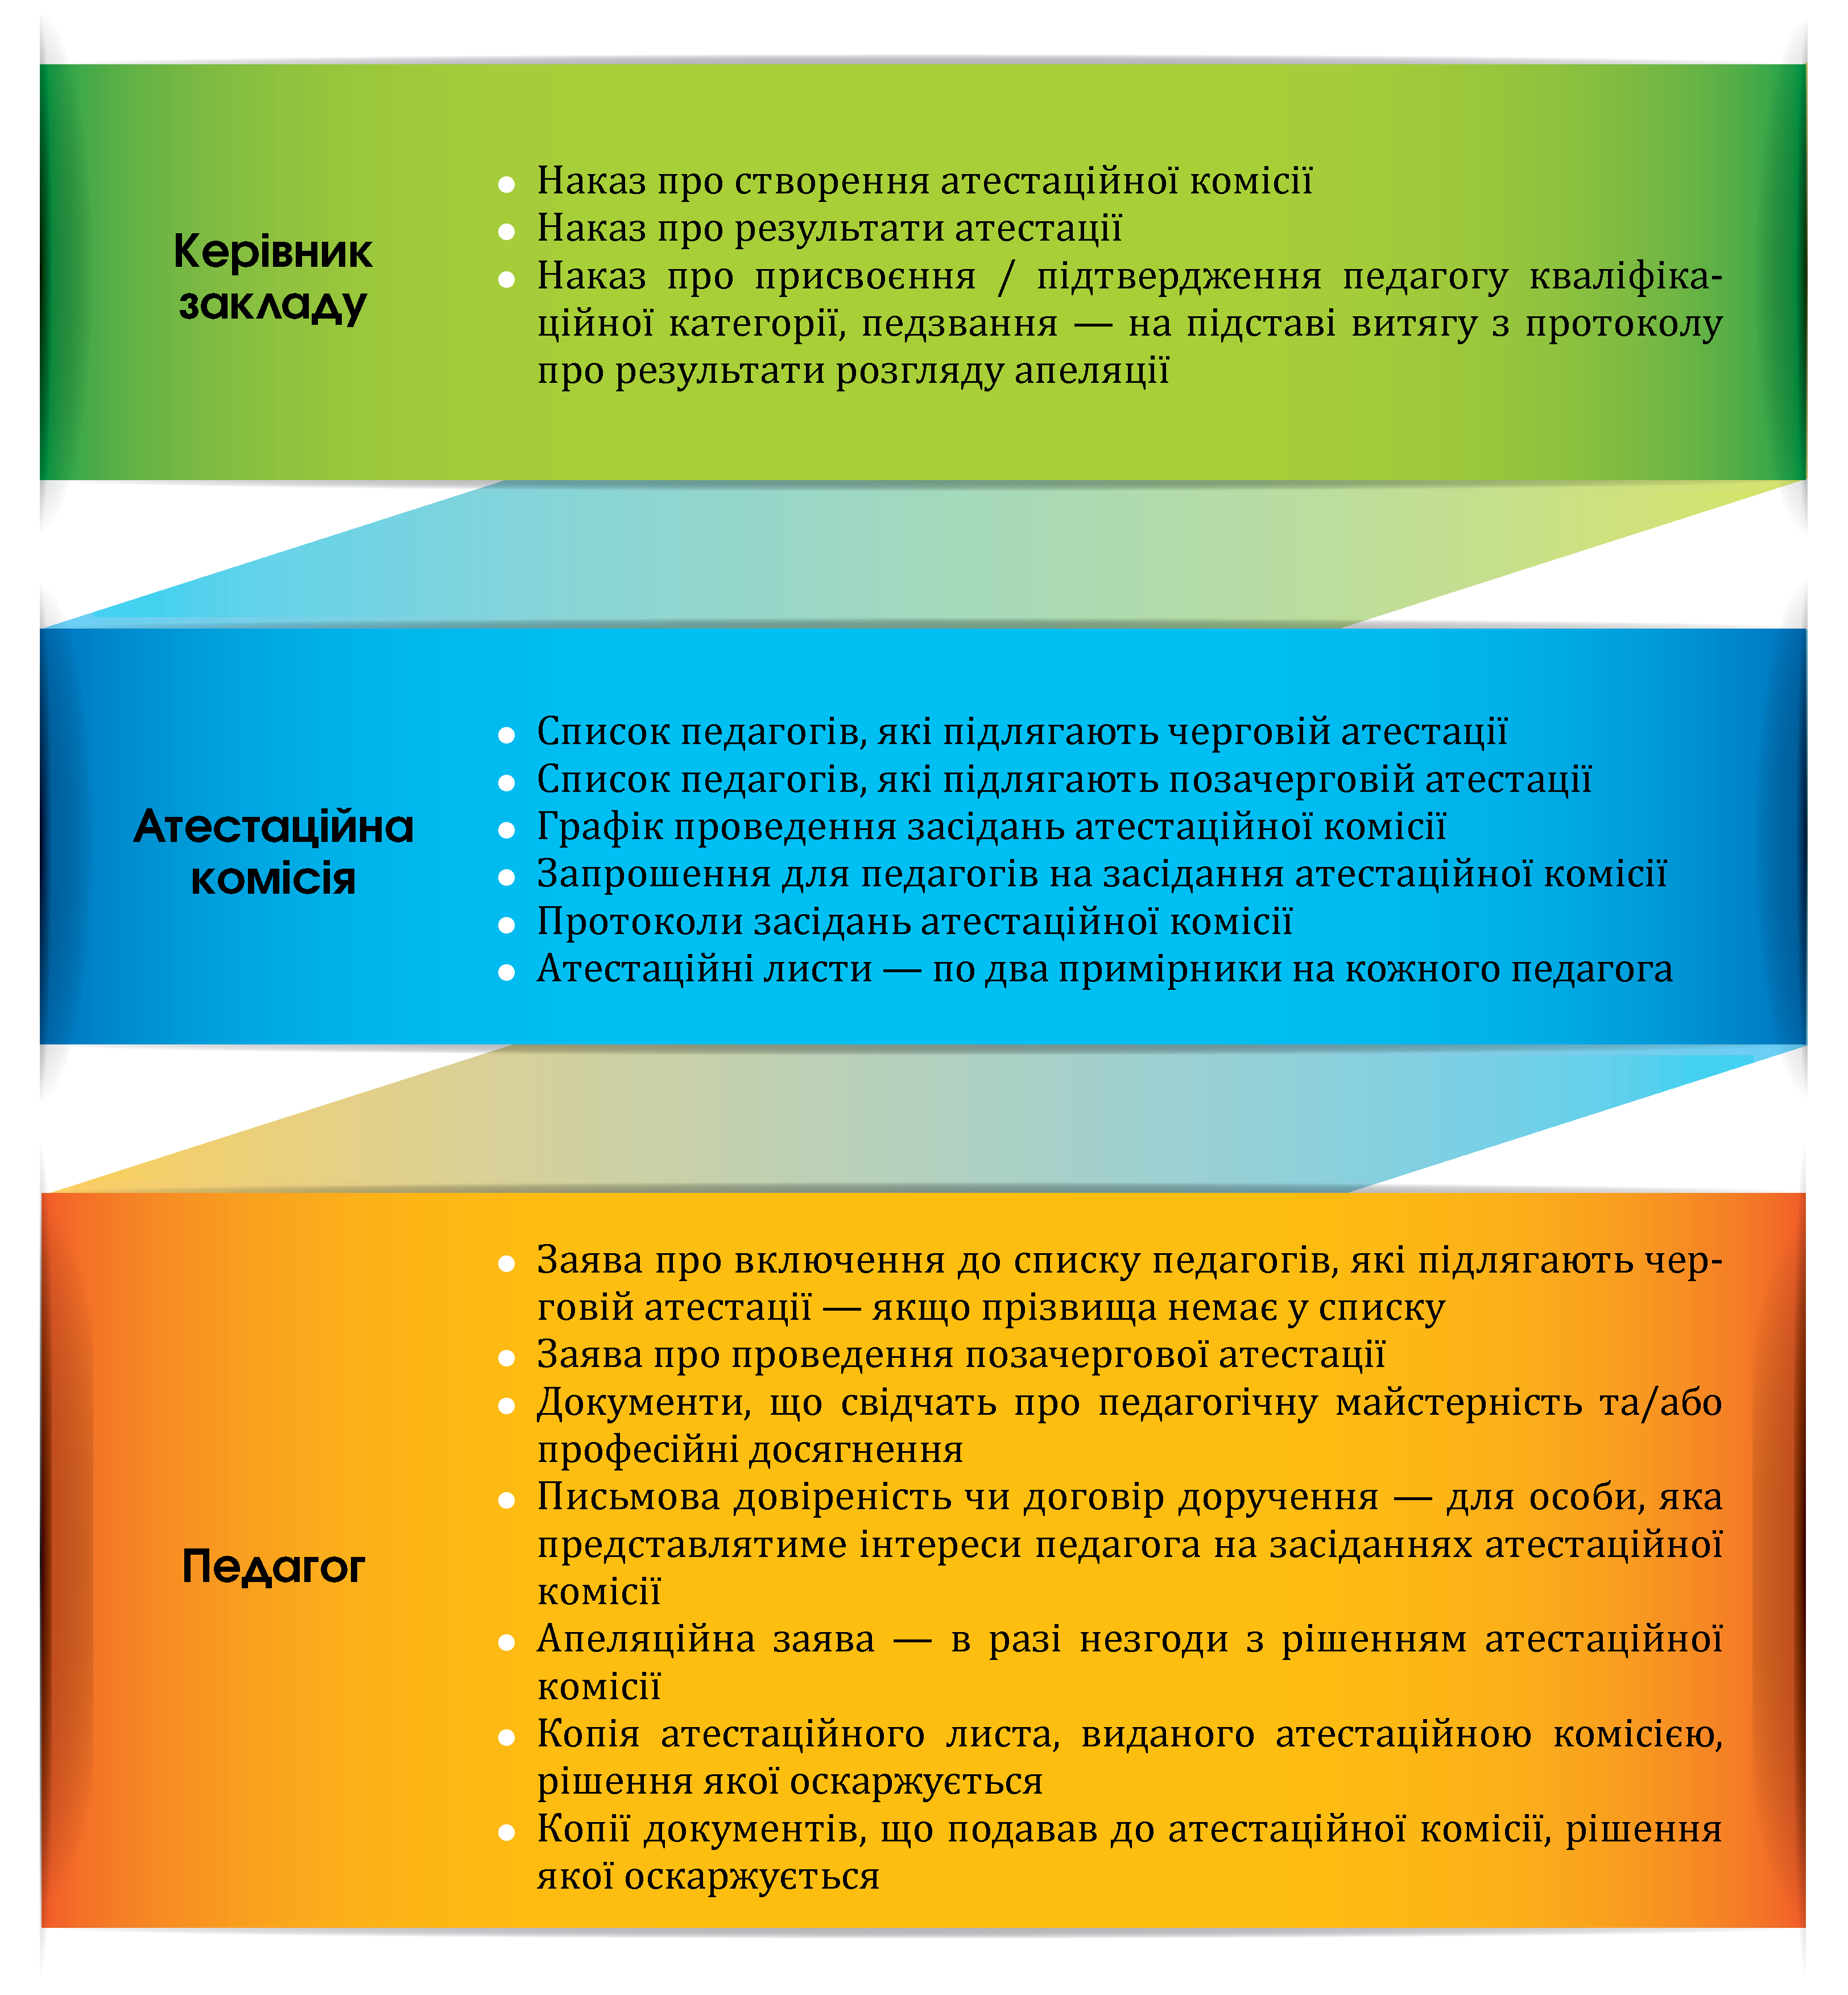 Керівник
закладу
Наказ про створення атестаційної комісії
Наказ про результати атестації
Наказ про присвоєння / підтвердження педагогу кваліфіка-
ційної категорії, педзвання — на підставі витягу з протоколу
про результати розгляду апеляції
Атестаційна
комісія
Список педагогів, які підлягають черговій атестації
Список педагогів, які підлягають позачерговій атестації
Графік проведення засідань атестаційної комісії
Запрошення для педагогів на засідання атестаційної комісії
Протоколи засідань атестаційної комісії
Атестаційні листи — по два примірники на кожного педагога
Педагог
Заява про включення до списку педагогів, які підлягають чер-
говій атестації — якщо прізвища немає у списку
Заява про проведення позачергової атестації
Документи, що свідчать про педагогічну майстерність та/або
професійні досягнення
Письмова довіреність чи договір доручення — для особи, яка
представлятиме інтереси педагога на засіданнях атестаційної
комісії
Апеляційна заява — в разі незгоди з рішенням атестаційної
комісії
Копія атестаційного листа, виданого атестаційною комісією,
рішення якої оскаржується
Копії документів, що подавав до атестаційної комісії, рішення
якої оскаржується